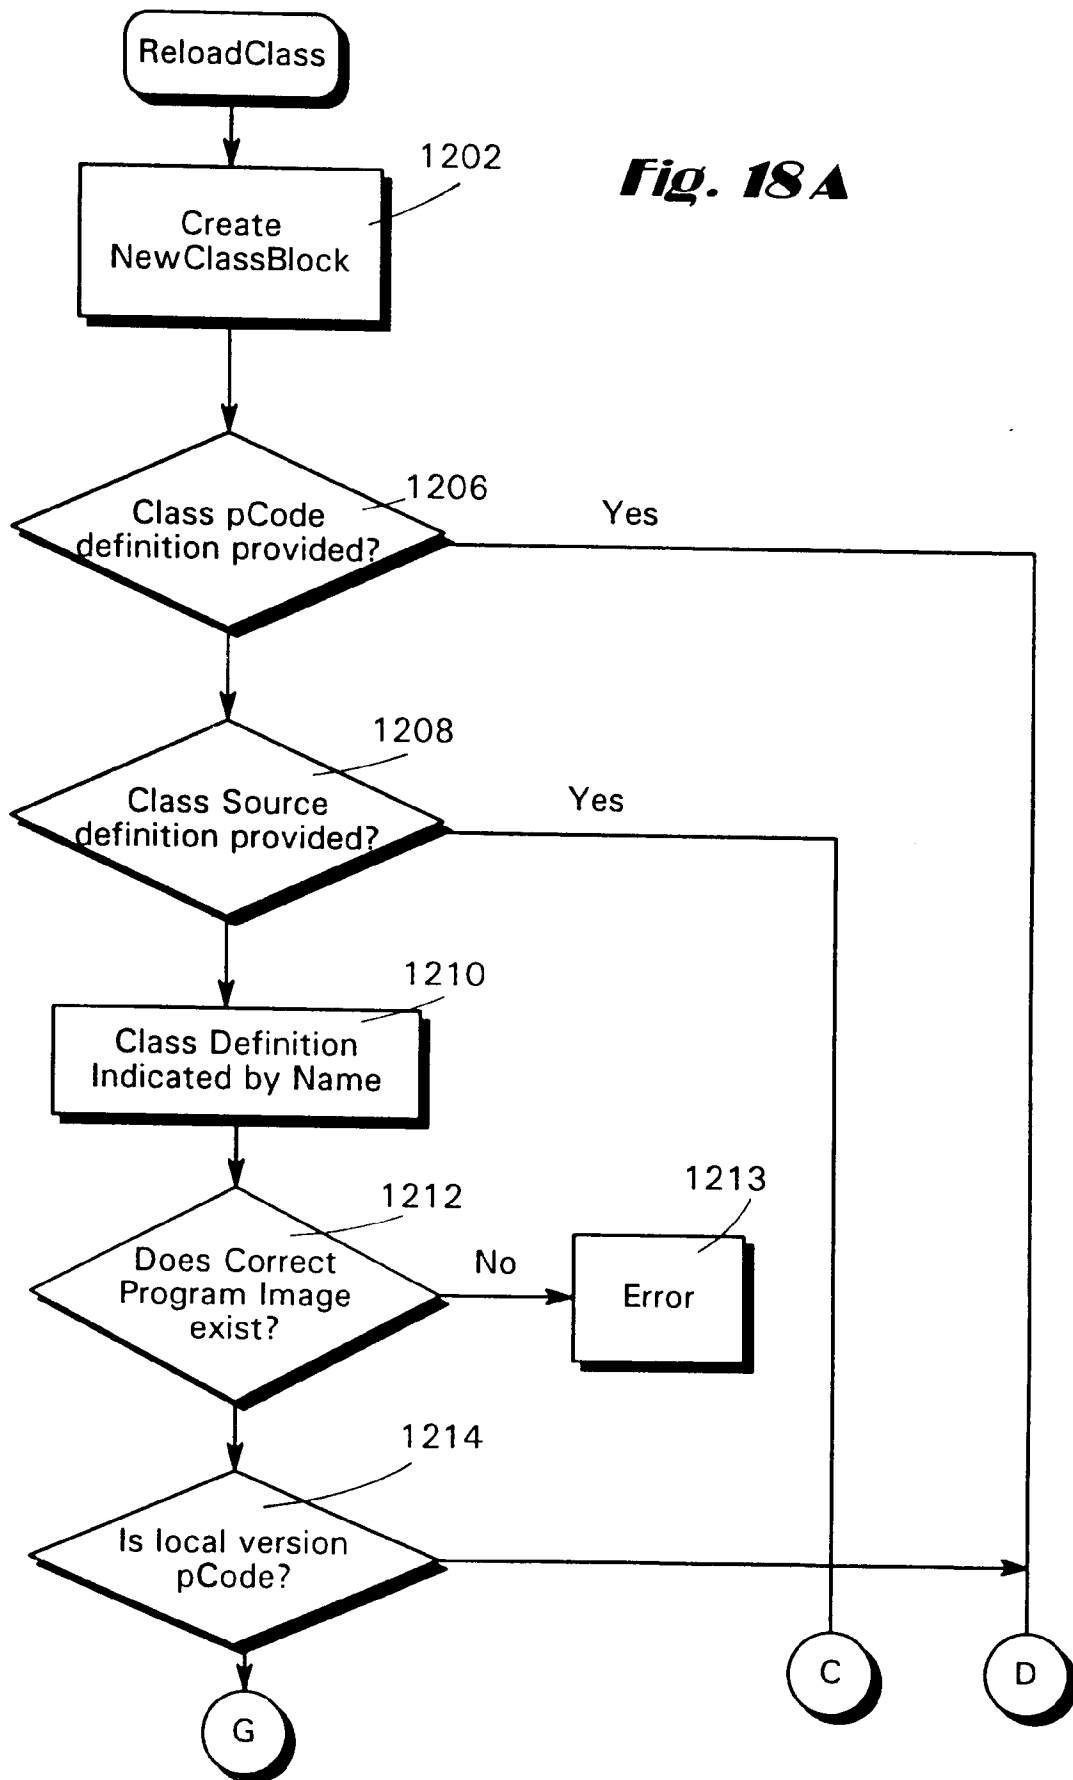 ReloadClass
1202
Fig. 18A
Create
NewClassBlock
1206
Class pCode
definition provided?
Yes
1208
Class Source
definition provided?
Yes
1210
Class Definition
Indicated by Name
1212
Does Correct
Program Image
exist?
No
1213
Error
1214
Is local version
pCode?
C
D
G